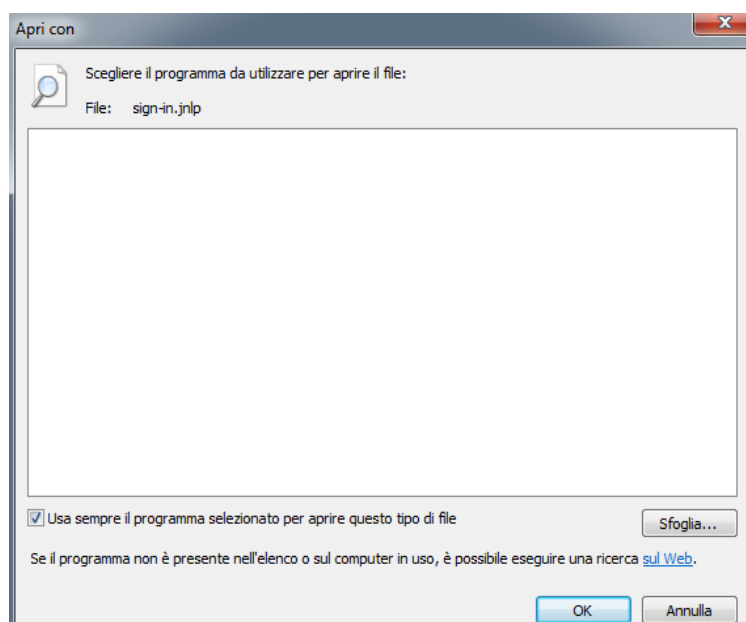 Apri con
Scegliere il programma da utilizzare per aprire il file:
File: sign-in.jnlp
Usa sempre il programma selezionato per aprire questo tipo di file
Sfoglia...
Se il programma non è presente nell'elenco o sul computer in uso, è possibile eseguire una ricerca sul Web.
OK Annulla